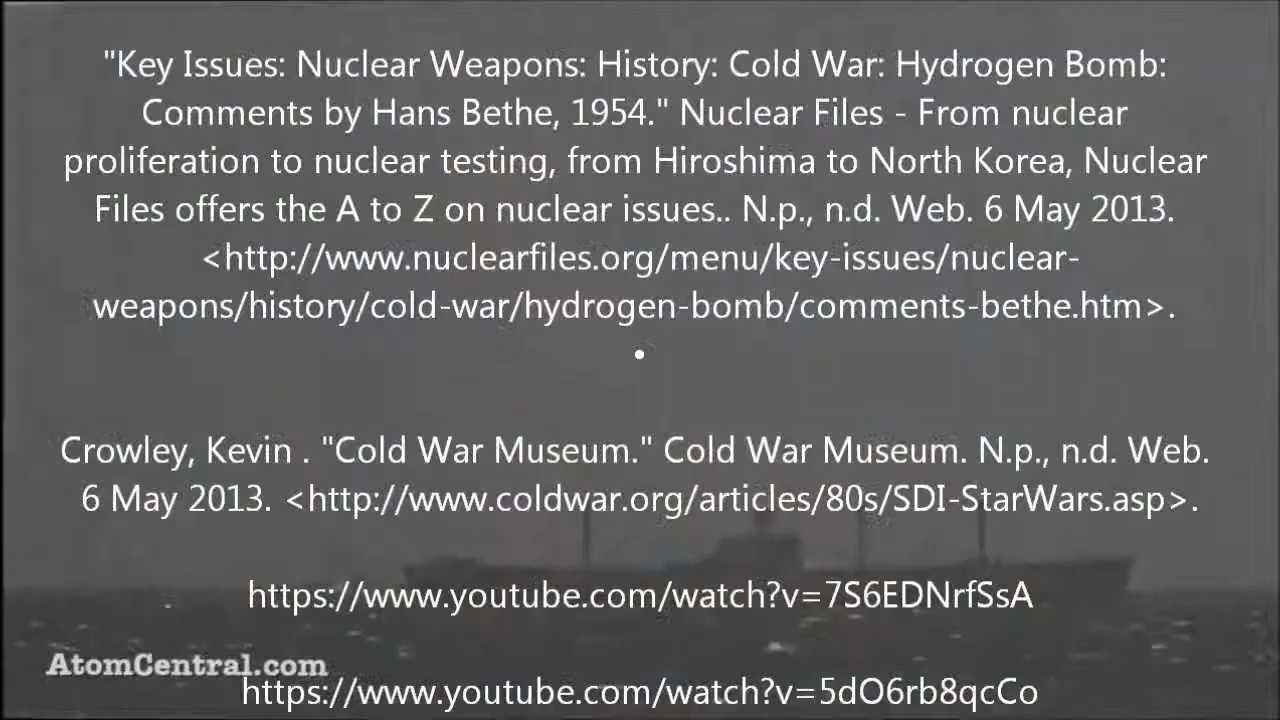 "Key Issues: Nuclear Weapons: History: Cold War: Hydrogen Bomb:
Comments by Hans Bethe, 1954." Nuclear Files - From nuclear
proliferation to nuclear testing, from Hiroshima to North Korea, Nuclear
Files offers the A to Z on nuclear issues.. N.p., n.d. Web. 6 May 2013.
<http://www.nuclearfiles.org/menu/key-issues/nuclear-
weapons/history/cold-war/hydrogen-bomb/comments-bethe.htm>.
•
Crowley, Kevin . "Cold War Museum." Cold War Museum. N.p., n.d. Web.
6 May 2013. <http://www.coldwar.org/articles/80s/SDI-StarWars.asp>.
https://www.youtube.com/watch?v=7S6EDNrfSsA
AtomCentral.com
https://www.youtube.com/watch?v=5dO6rb8qcCo